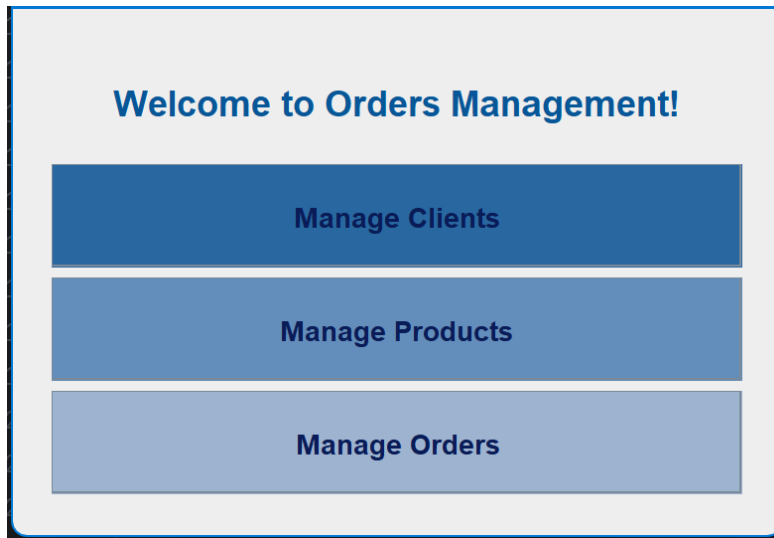 Welcome to Orders Management!
Manage Clients
Manage Products
Manage Orders